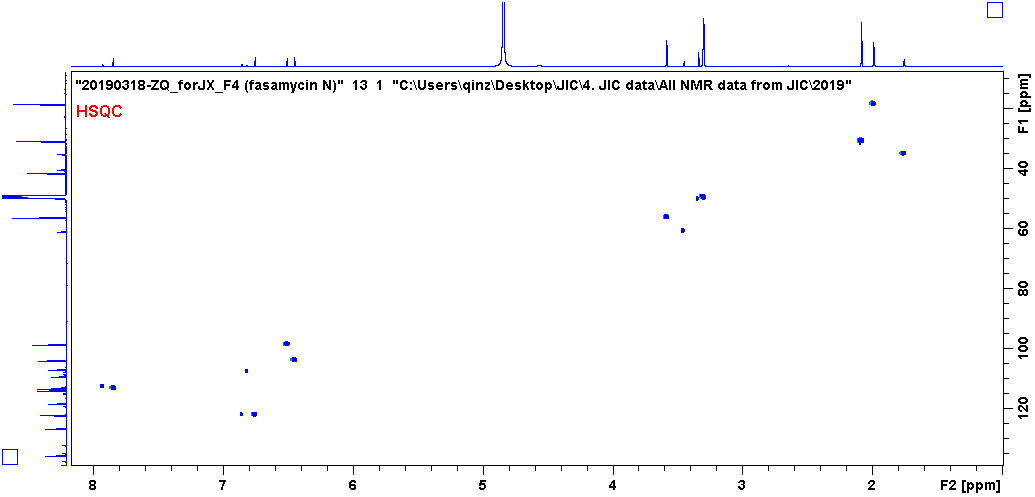 "20190318-ZQ_forJX_F4 (fasamycin N)" 13 1 "C:\Users\qinz\Desktop\JIC\4. JIC data\All NMR data from JIC\2019"
HSQC
F1 [ppm]
40
60
80
100
120
8 7 6 5 4 3 2 F2 [ppm]